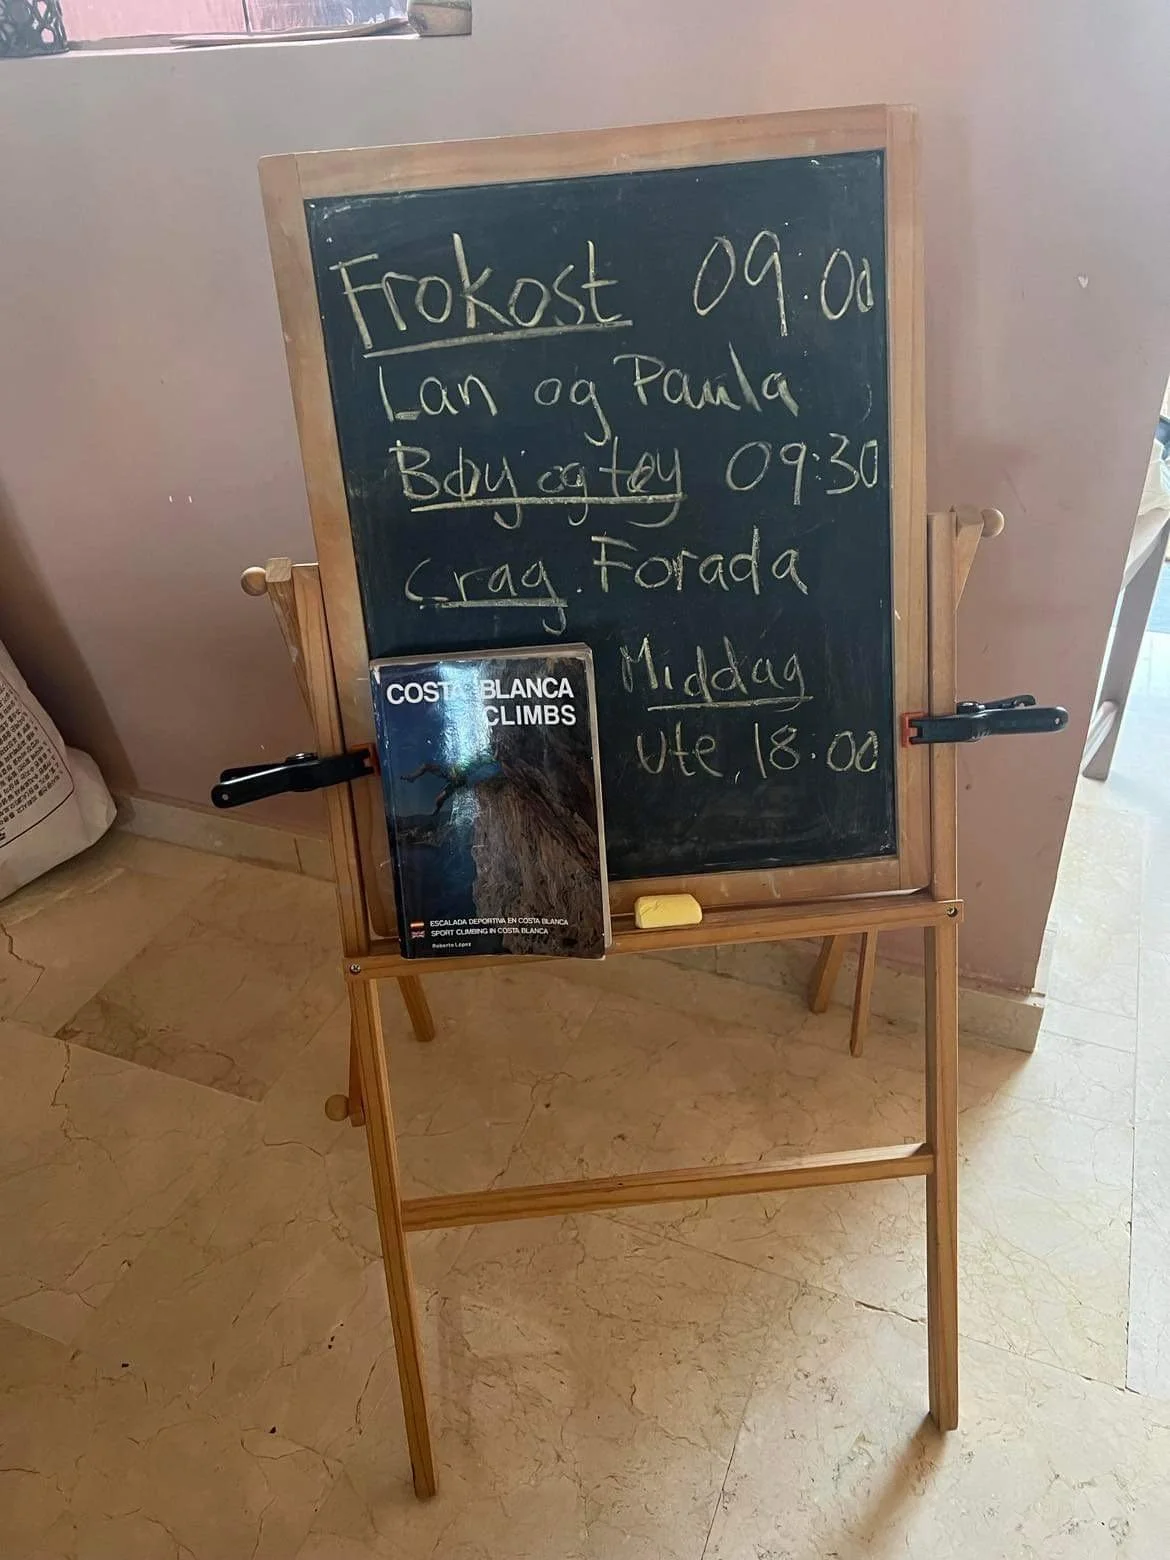 Frokost 09:00
Lan og Paula
Bøy og tøy 09:30
Crag. Forada
Middag
Ute 18:00
COSTA BLANCA
CLIMBS
ESCALADA DEPORTIVA EN COSTA BLANCA
SPORT CLIMBING IN COSTA BLANCA
Roberto López